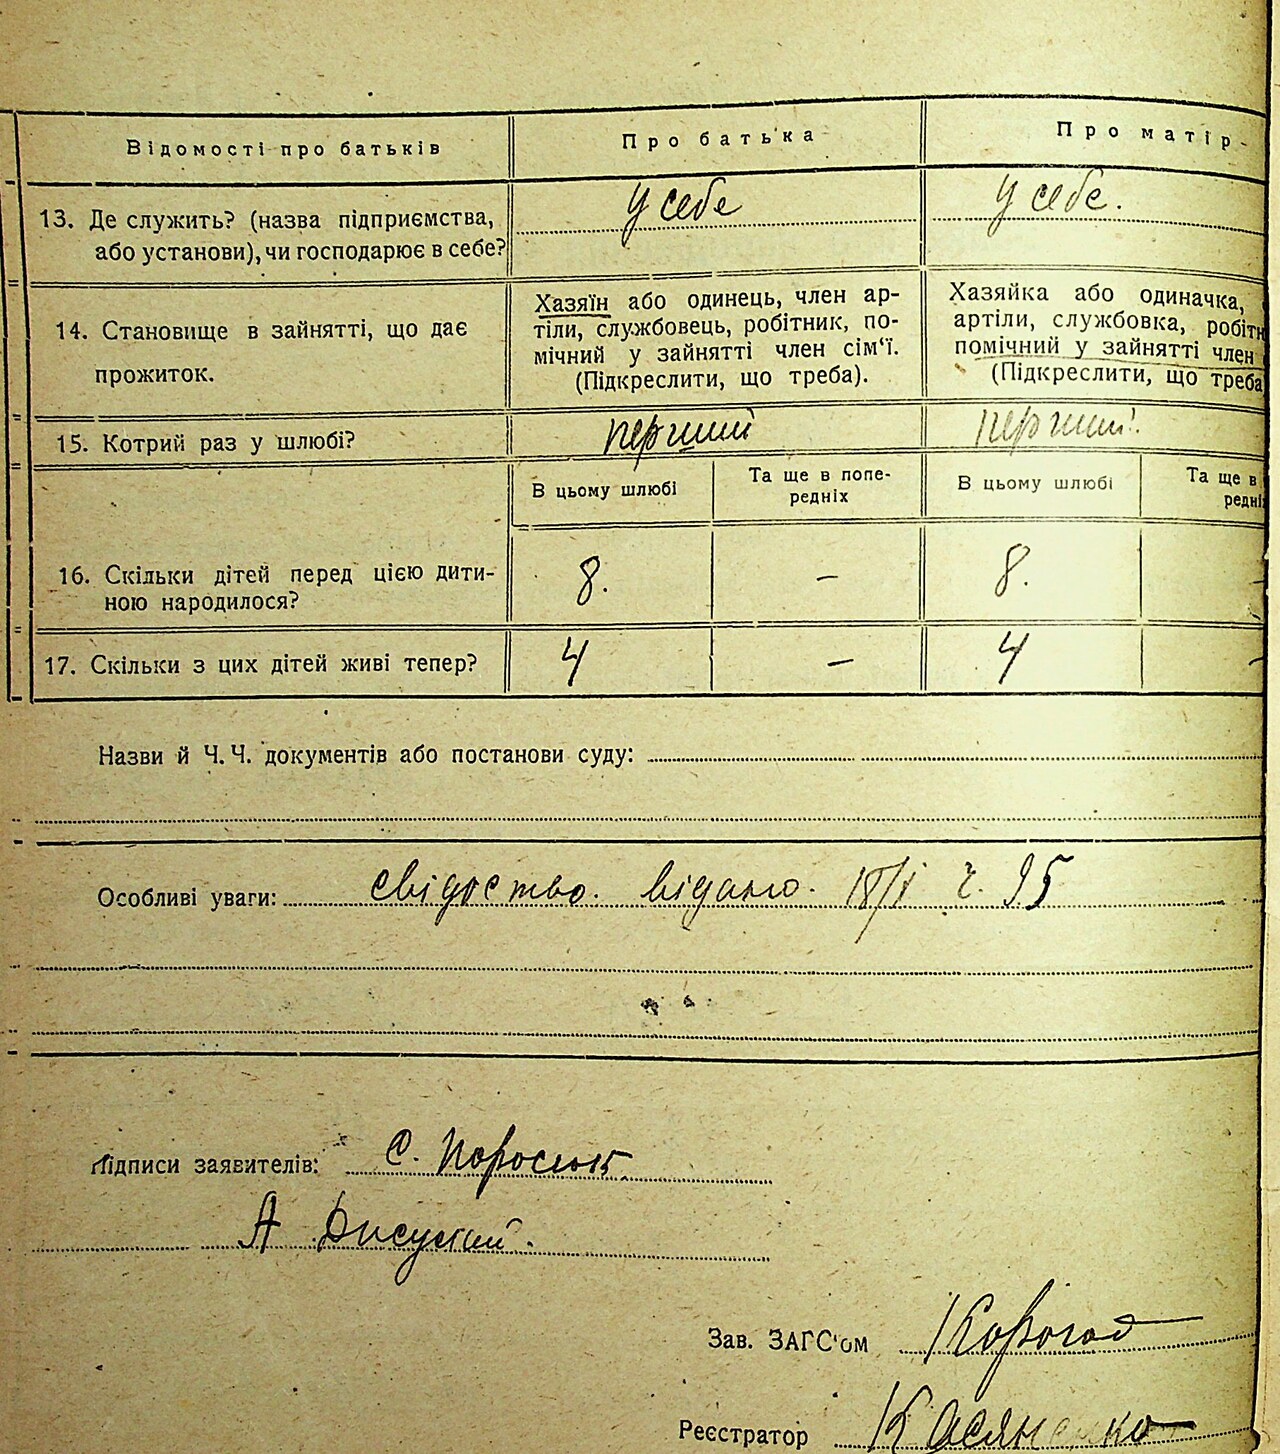 Відомості про батьків Про батька Про матір
13. Де служить? (назва підприємства, у себе у себе.
або установи), чи господарює в себе?
Хазяїн або одинець, член ар- Хазяйка або одиначка,
14. Становище в зайнятті, що дає тіли, службовець, робітник, по- артіли, службовка, робітн
мічний у зайнятті член сім‘ї. помічний у зайнятті член
прожиток. (Підкреслити, що треба). (Підкреслити, що треба
15. Котрий раз у шлюбі? перший перший.
В цьому шлюбі Та ще в попе- В цьому шлюбі Та ще в
редніх редні
16. Скільки дітей перед цією дити- 8. – 8. -
ною народилося?
17. Скільки з цих дітей живі тепер? 4 – 4 -
Назви й Ч. Ч. документів або постанови суду:
Особливі уваги: свідоство. відано. 18/I ч. 95
Підписи заявителів: С. Поросюк
А
Зав. ЗАГС‘ом Корогод
Реєстратор Касяненко